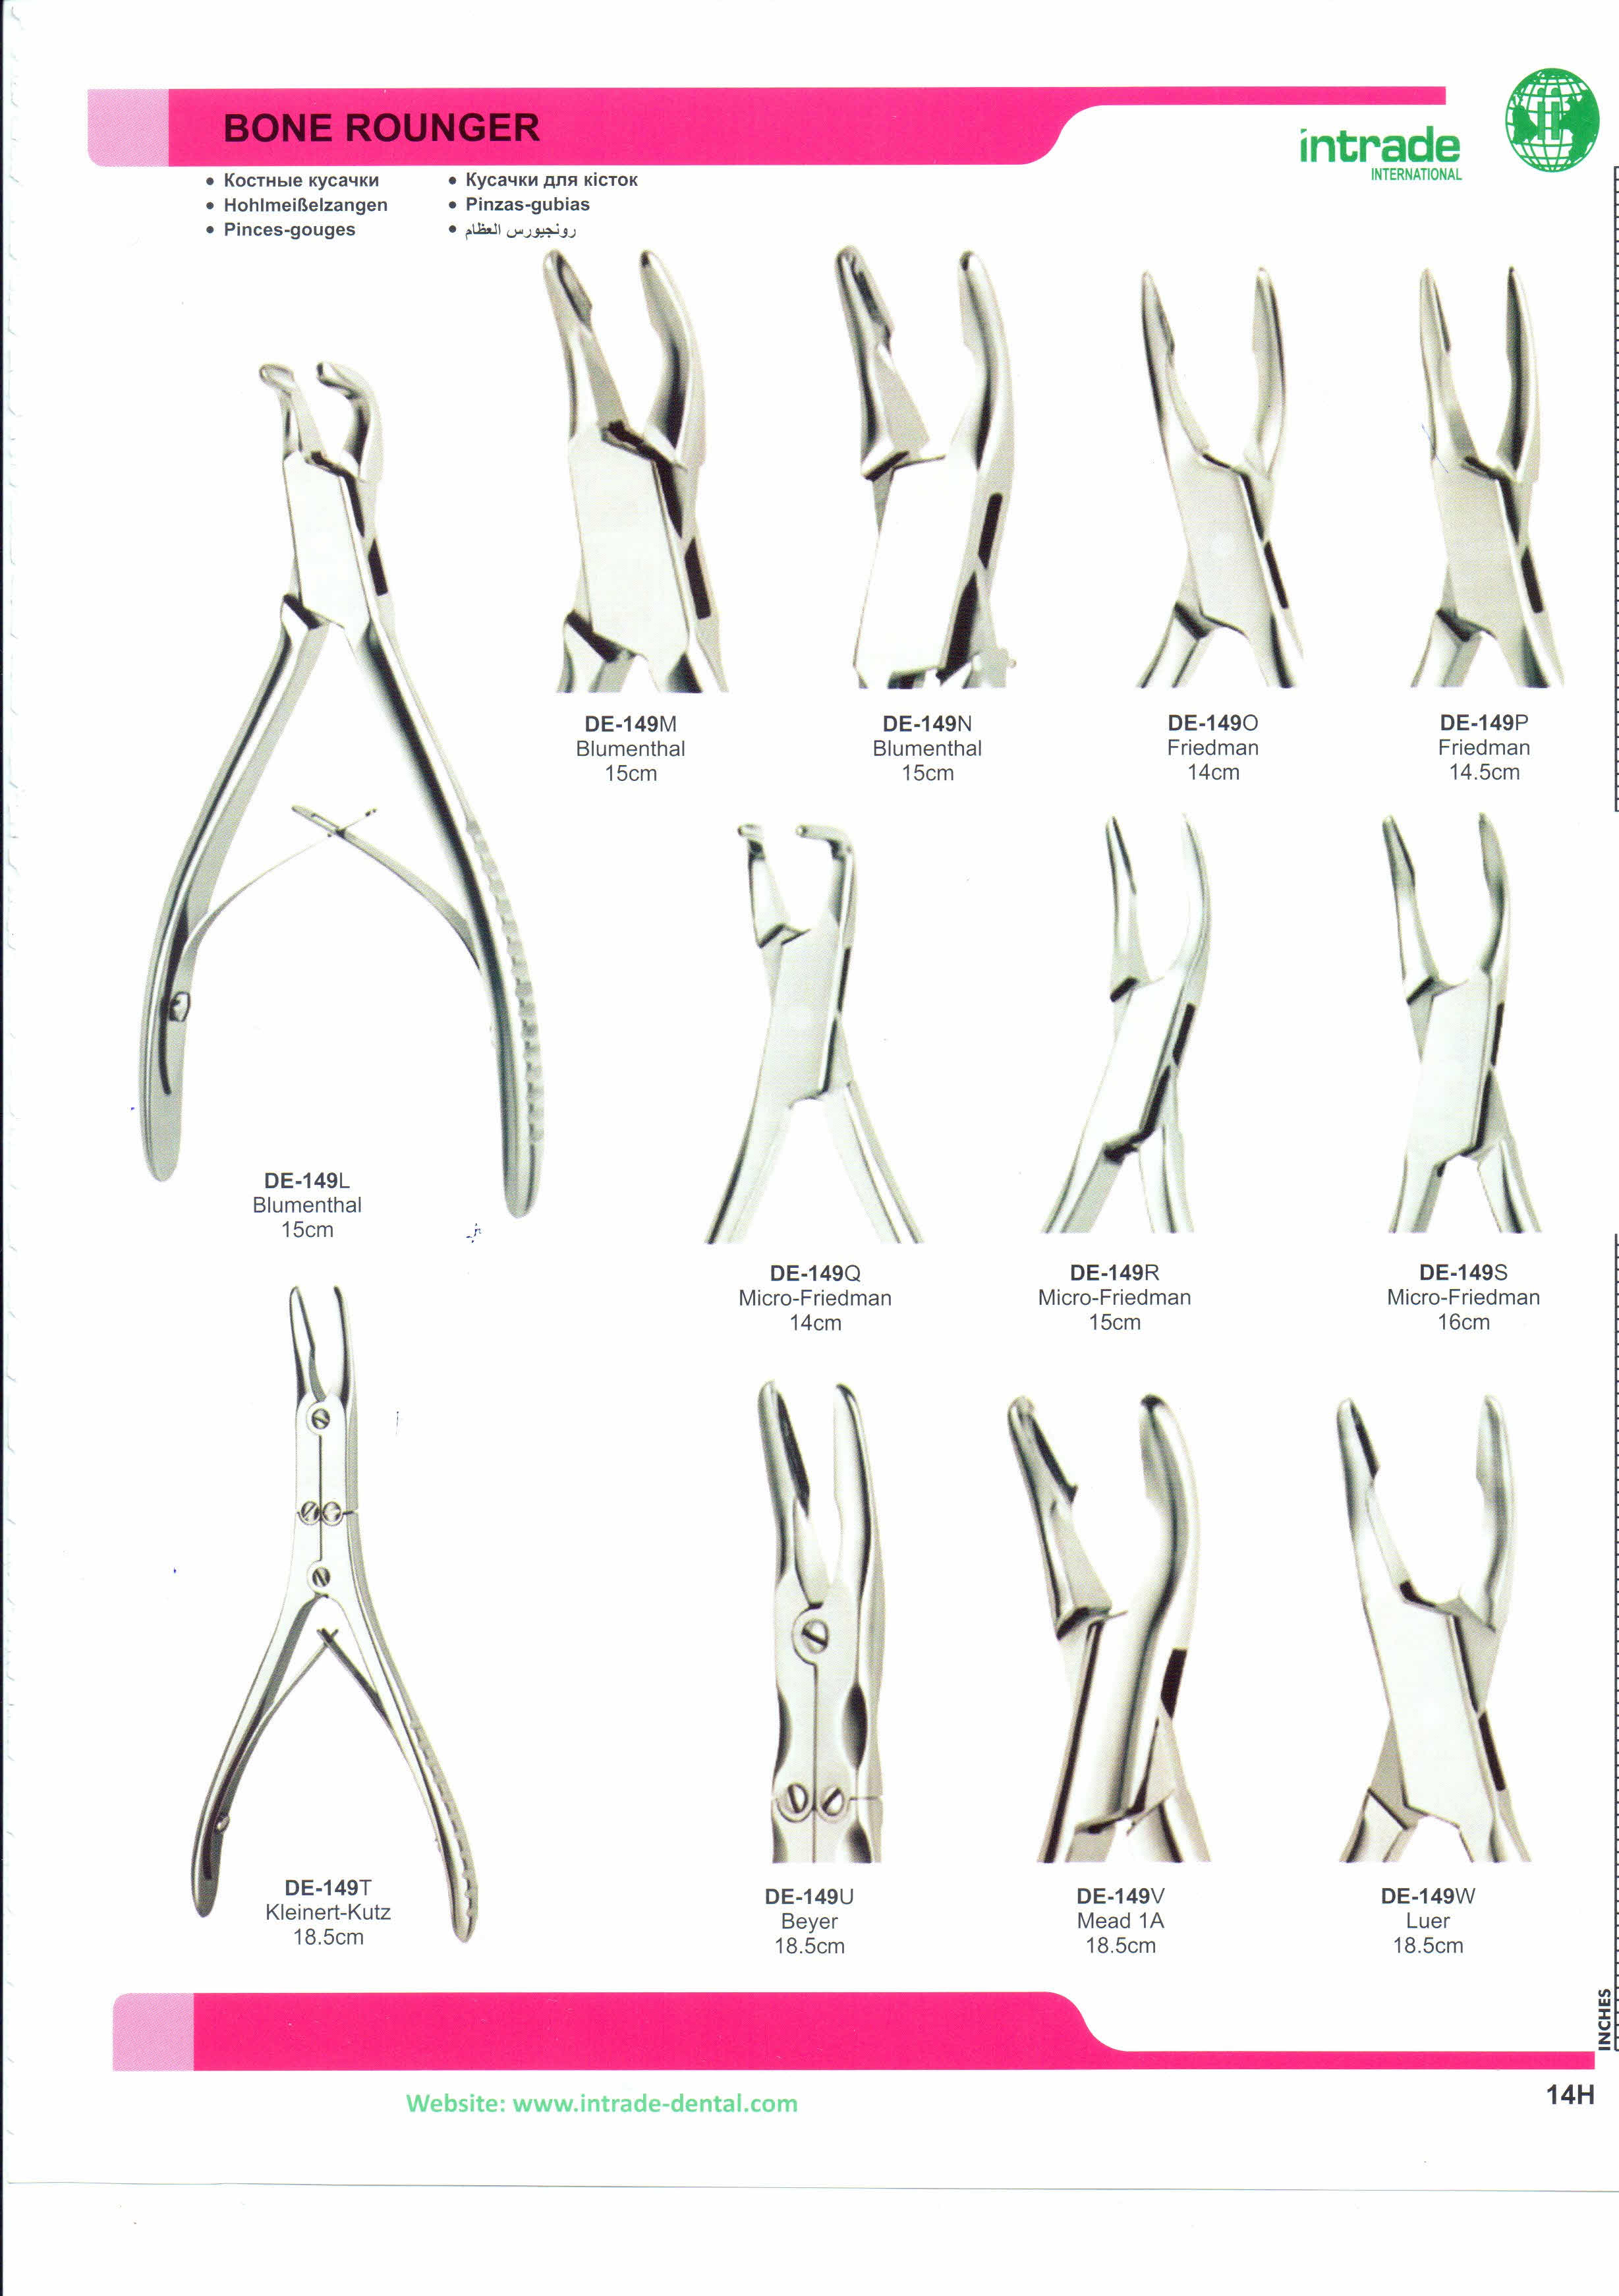 BONE ROUNGER
intrade
INTERNATIONAL
• Костные кусачки
• Hohlmeißelzangen
• Pinces-gouges
• Кусачки для кісток
• Pinzas-gubias
• رونجيورس العظام
DE-149M
Blumenthal
15cm
DE-149N
Blumenthal
15cm
DE-149O
Friedman
14cm
DE-149P
Friedman
14.5cm
DE-149L
Blumenthal
15cm
DE-149Q
Micro-Friedman
14cm
DE-149R
Micro-Friedman
15cm
DE-149S
Micro-Friedman
16cm
DE-149T
Kleinert-Kutz
18.5cm
DE-149U
Beyer
18.5cm
DE-149V
Mead 1A
18.5cm
DE-149W
Luer
18.5cm
INCHES
14H
Website: www.intrade-dental.com